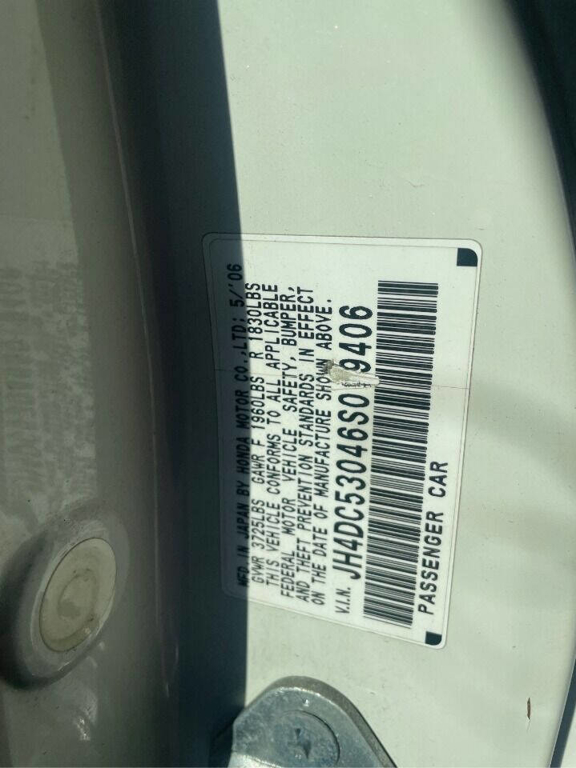 MFD. IN JAPAN BY HONDA MOTOR CO.,LTD; 5/'06
GVWR 3725LBS GAWR F 1960LBS R 1830LBS
THIS VEHICLE CONFORMS TO ALL APPLICABLE
FEDERAL MOTOR VEHICLE SAFETY, BUMPER,
AND THEFT PREVENTION STANDARDS IN EFFECT
ON THE DATE OF MANUFACTURE SHOWN ABOVE.
V.I.N. JH4DC53046S0 9406
PASSENGER CAR